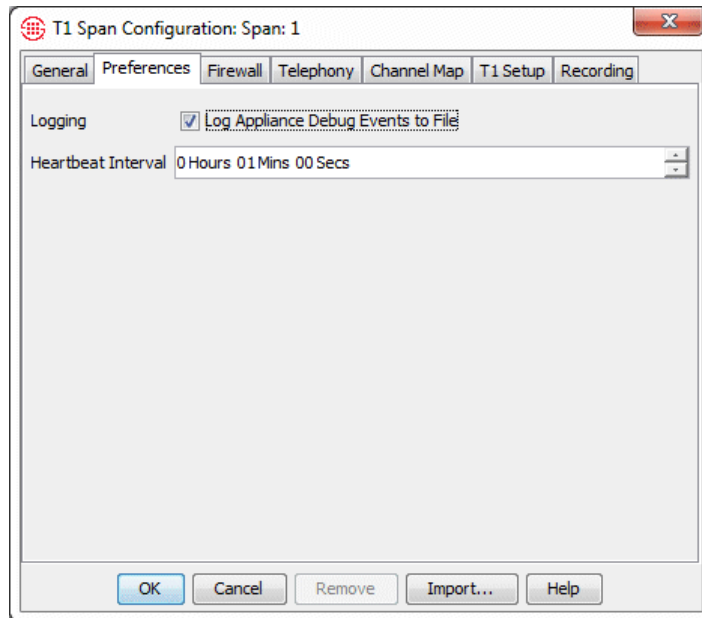 T1 Span Configuration: Span: 1
General Preferences Firewall Telephony Channel Map T1 Setup Recording
Logging Log Appliance Debug Events to File
Heartbeat Interval 0 Hours 01 Mins 00 Secs
OK Cancel Remove Import... Help